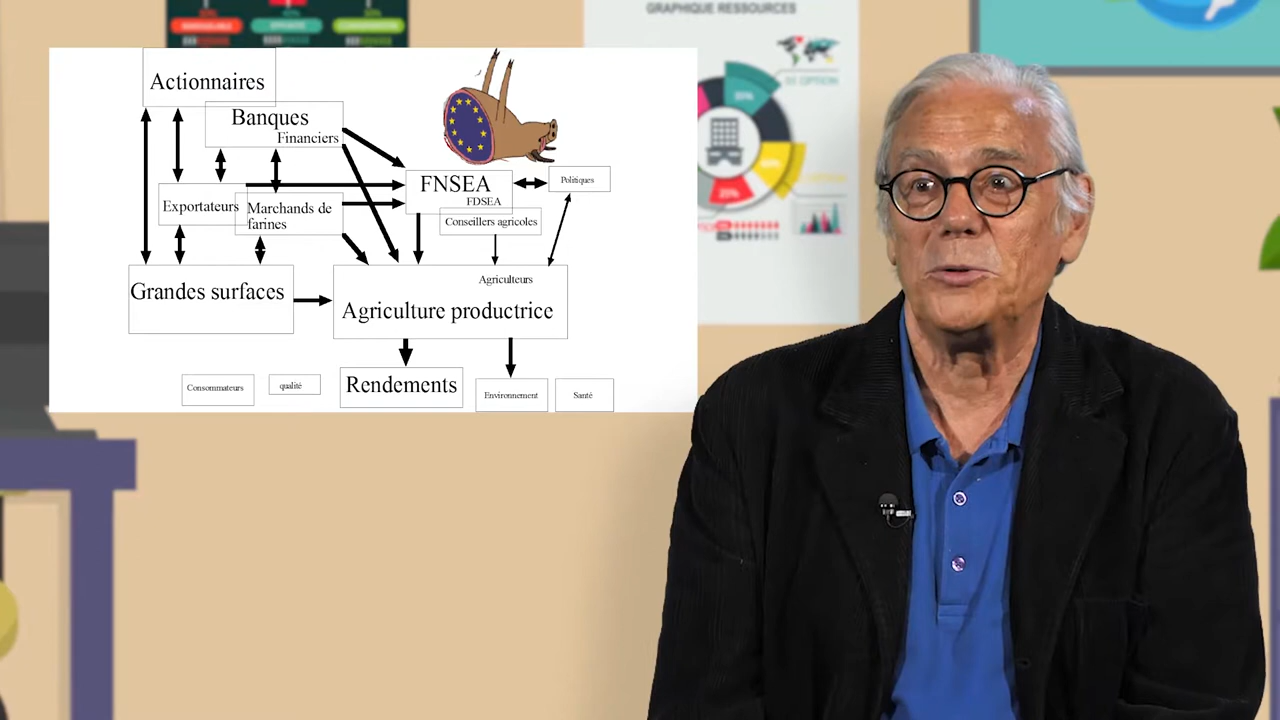 GRAPHIQUE RESSOURCES
Actionnaires
Banques
Financiers
FNSEA
FDSEA
Politiques
Exportateurs
Marchands de
farines
Conseillers agricoles
Grandes surfaces
Agriculteurs
Agriculture productrice
Consommateurs
qualité
Rendements
Environnement
Santé